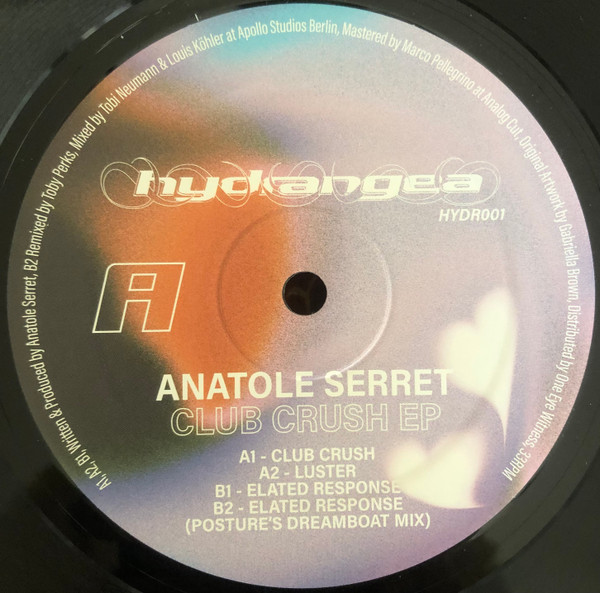 A1, A2, B1, Written & Produced by Anatole Serret, B2 Remixed by Toby Perks, Mixed by Tobi Neumann & Louis Köhler at Apollo Studios Berlin, Mastered by Marco Pellegrino at Analog Cut, Original Artwork by Gabriella Brown, Distributed by One Eye Witness, 33RPM
hydrangea
HYDR001
A
ANATOLE SERRET
CLUB CRUSH EP
A1 - CLUB CRUSH
A2 - LUSTER
B1 - ELATED RESPONSE
B2 - ELATED RESPONSE
(POSTURE'S DREAMBOAT MIX)